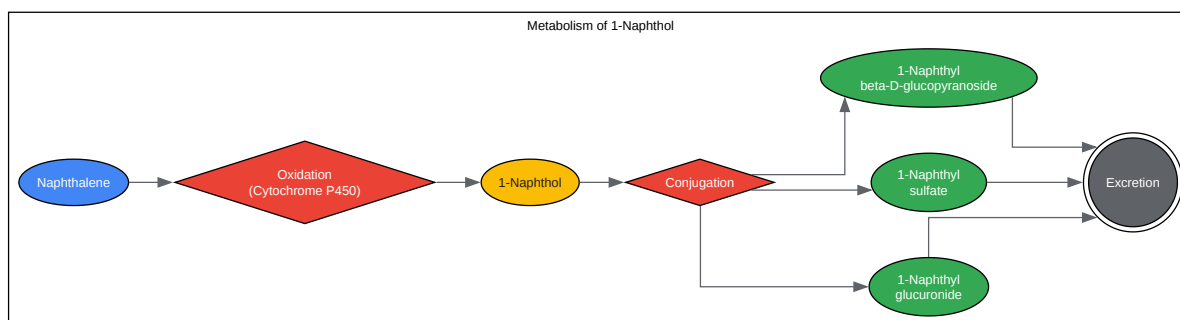 Metabolism of 1-Naphthol
Naphthalene
Oxidation
(Cytochrome P450)
1-Naphthol
Conjugation
1-Naphthyl
beta-D-glucopyranoside
1-Naphthyl
sulfate
1-Naphthyl
glucuronide
Excretion